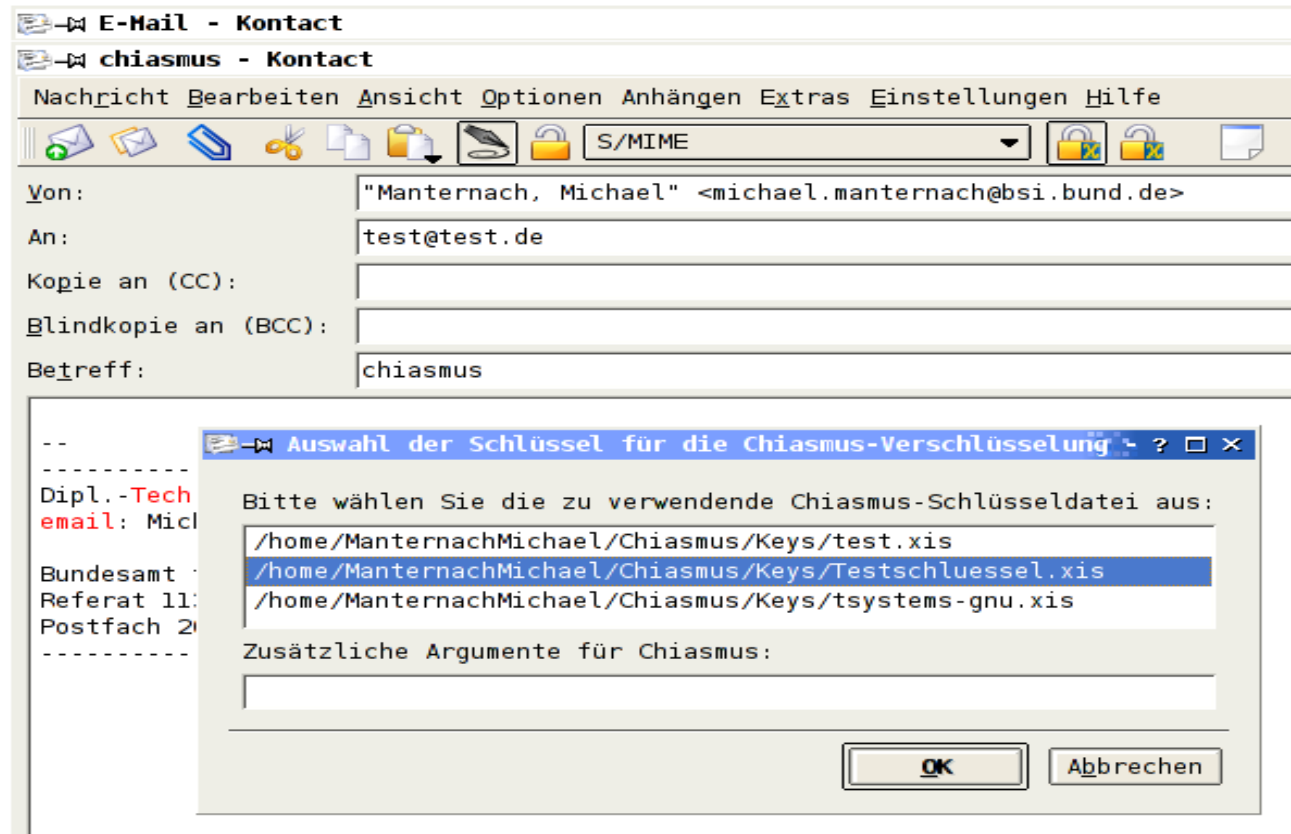 E-Mail - Kontact
chiasmus - Kontact
Nachricht Bearbeiten Ansicht Optionen Anhängen Extras Einstellungen Hilfe
S/MIME
Von: "Manternach, Michael" <michael.manternach@bsi.bund.de>
An: test@test.de
Kopie an (CC):
Blindkopie an (BCC):
Betreff: chiasmus
--
----------
Dipl.-Tech
email: Mich
Bundesamt
Referat 11
Postfach 2
----------
Auswahl der Schlüssel für die Chiasmus-Verschlüsselung -
Bitte wählen Sie die zu verwendende Chiasmus-Schlüsseldatei aus:
/home/ManternachMichael/Chiasmus/Keys/test.xis
/home/ManternachMichael/Chiasmus/Keys/Testschluessel.xis
/home/ManternachMichael/Chiasmus/Keys/tsystems-gnu.xis
Zusätzliche Argumente für Chiasmus:
OK Abbrechen